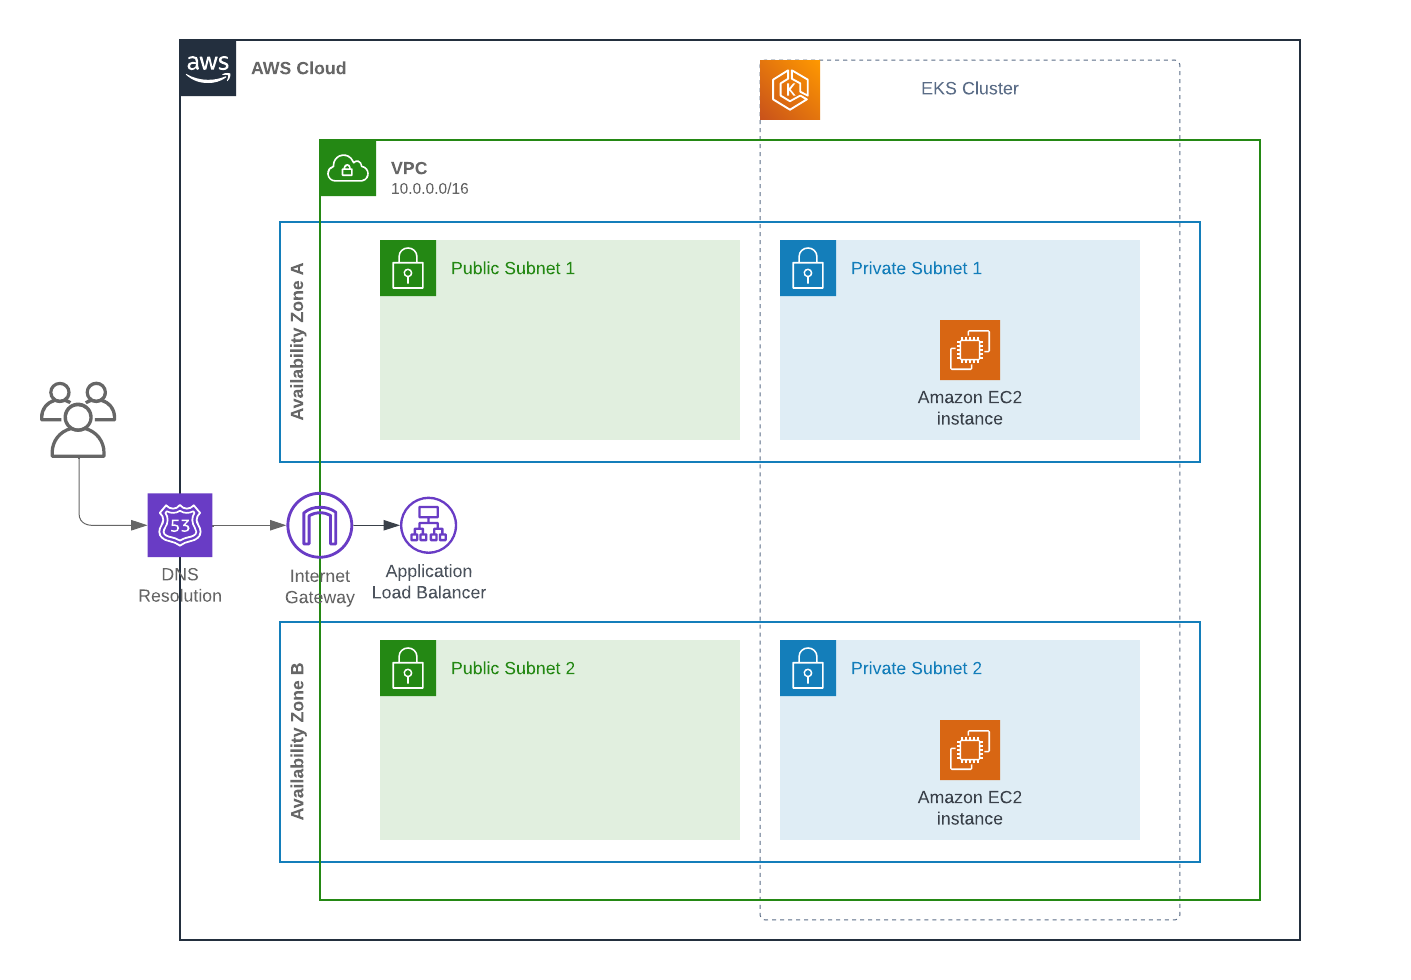 aws
AWS Cloud
K
EKS Cluster
VPC
10.0.0.0/16
Availability Zone A
Public Subnet 1
Private Subnet 1
Amazon EC2
instance
53
DNS
Resolution
Internet
Gateway
Application
Load Balancer
Availability Zone B
Public Subnet 2
Private Subnet 2
Amazon EC2
instance